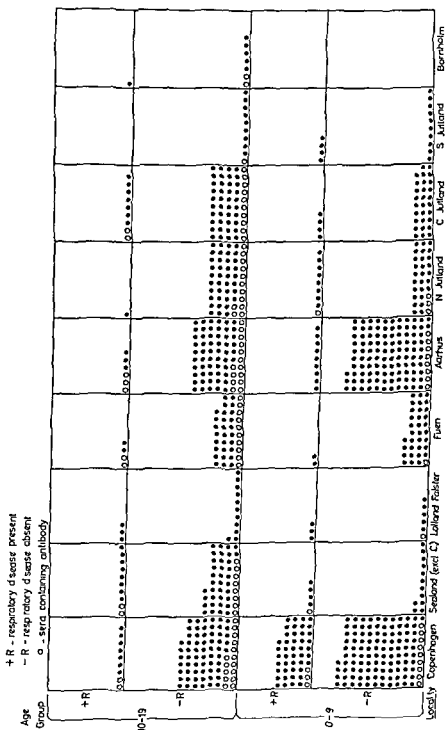 + R - respiratory disease present
- R - respiratory disease absent
o - sera containing antibody
Age
Group
+R
-R
10-19
+R
-R
0-9
Locality Copenhagen Sealand (excl C) Lolland Falster Fuen Aarhus N Jutland C Jutland S Jutland Bornholm